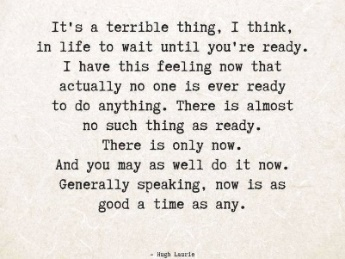 It's a terrible thing, I think,
in life to wait until you're ready.
I have this feeling now that
actually no one is ever ready
to do anything. There is almost
no such thing as ready.
There is only now.
And you may as well do it now.
Generally speaking, now is as
good a time as any.
- Hugh Laurie